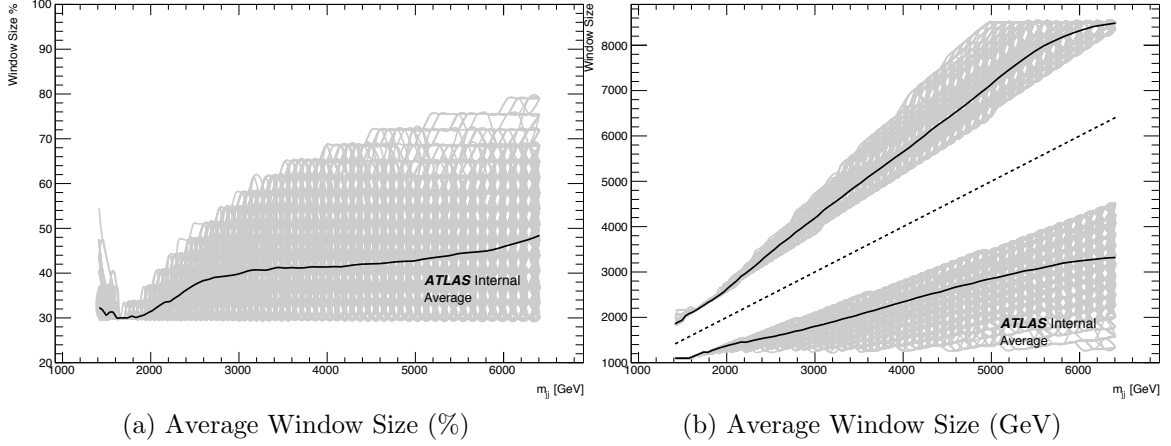 Window Size %
100
90
80
70
60
50
40
30
20
1000 2000 3000 4000 5000 6000
m_jj [GeV]
ATLAS Internal
Average
(a) Average Window Size (%)
Window Size
8000
7000
6000
5000
4000
3000
2000
1000
1000 2000 3000 4000 5000 6000
m_jj [GeV]
ATLAS Internal
Average
(b) Average Window Size (GeV)